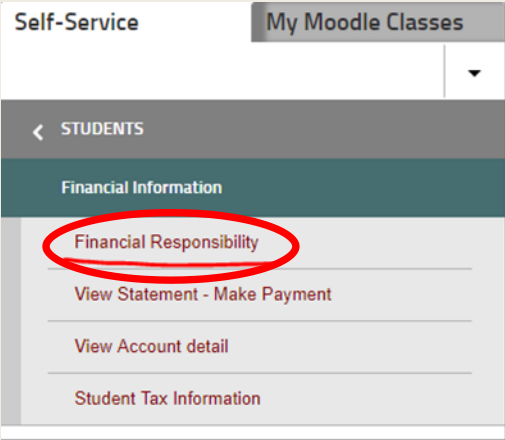 Self-Service
My Moodle Classes
STUDENTS
Financial Information
Financial Responsibility
View Statement - Make Payment
View Account detail
Student Tax Information